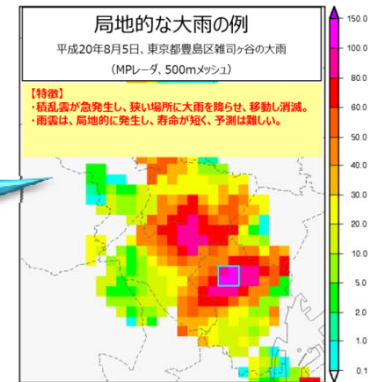 局地的な大雨の例
平成20年8月5日、東京都豊島区雑司ヶ谷の大雨
(MPレーダ、500mメッシュ)
【特徴】
・積乱雲が急発生し、狭い場所に大雨を降らせ、移動し消滅。
・雨雲は、局地的に発生し、寿命が短く、予測は難しい。
150.0
100.0
80.0
60.0
50.0
40.0
30.0
20.0
10.0
5.0
2.0
1.0
0.1